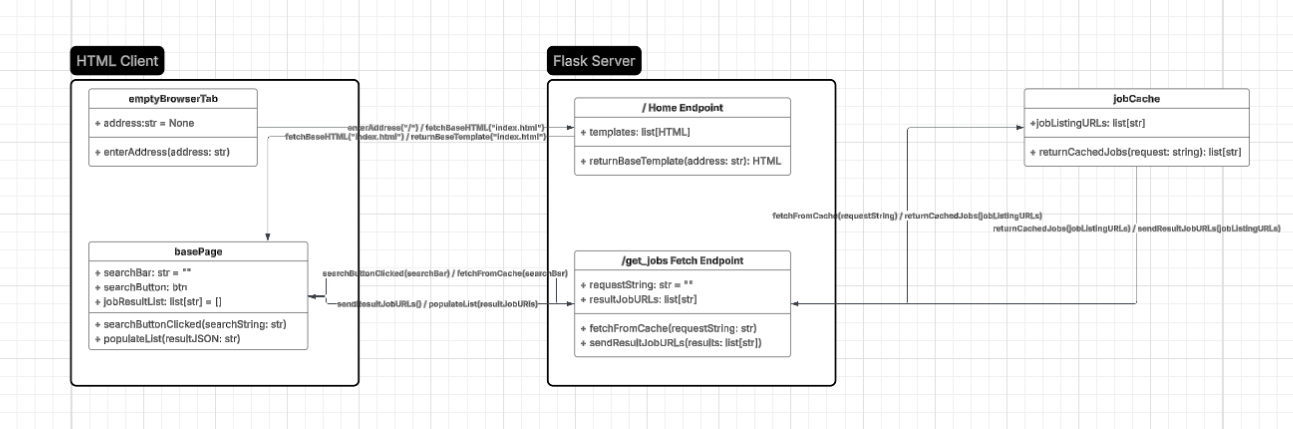 HTML Client
emptyBrowserTab
+ address:str = None
+ enterAddress(address: str)
basePage
+ searchBar: str = ""
+ searchButton: btn
+ jobResultList: list[str] = []
+ searchButtonClicked(searchString: str)
+ populateList(resultJSON: str)
enterAddress("/") / fetchBaseHTML("index.html")
fetchBaseHTML("index.html") / returnBaseTemplate("index.html")
searchButtonClicked(searchBar) / fetchFromCache(searchBar)
sendResultJobURLs() / populateList(resultJobURLs)
Flask Server
/ Home Endpoint
+ templates: list[HTML]
+ returnBaseTemplate(address: str): HTML
/get_jobs Fetch Endpoint
+ requestString: str = ""
+ resultJobURLs: list[str]
+ fetchFromCache(requestString: str)
+ sendResultJobURLs(results: list[str])
fetchFromCache(requestString) / returnCachedJobs(jobListingURLs)
returnCachedJobs(jobListingURLs) / sendResultJobURLs(jobListingURLs)
jobCache
+jobListingURLs: list[str]
+ returnCachedJobs(request: string): list[str]